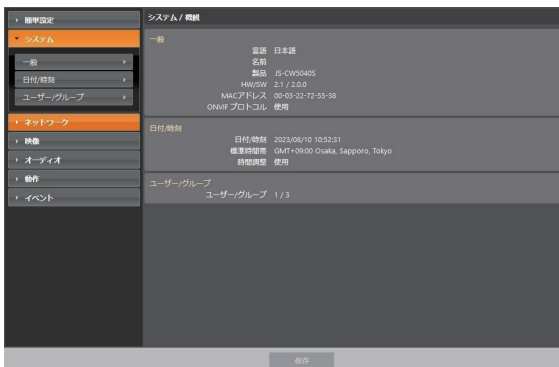 簡単設定
システム
一般
日付/時刻
ユーザー/グループ
ネットワーク
映像
オーディオ
動作
イベント
システム / 概観
一般
言語 日本語
名前
製品 JS-CW5040S
HW/SW 2.1 / 2.0.0
MACアドレス 00-03-22-72-55-38
ONVIF プロトコル 使用
日付/時刻
日付/時刻 2023/08/10 10:52:31
標準時間帯 GMT+09:00 Osaka, Sapporo, Tokyo
時間調整 使用
ユーザー/グループ
ユーザー/グループ 1 / 3
保存